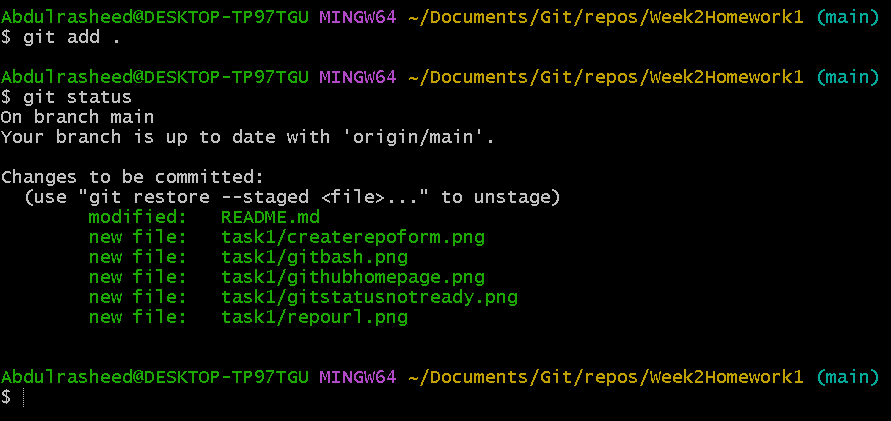 Abdulrasheed@DESKTOP-TP97TGU MINGW64 ~/Documents/Git/repos/Week2Homework1 (main)
$ git add .
Abdulrasheed@DESKTOP-TP97TGU MINGW64 ~/Documents/Git/repos/Week2Homework1 (main)
$ git status
On branch main
Your branch is up to date with 'origin/main'.
Changes to be committed:
  (use "git restore --staged <file>..." to unstage)
        modified:   README.md
        new file:   task1/createrepoform.png
        new file:   task1/gitbash.png
        new file:   task1/githubhomepage.png
        new file:   task1/gitstatusnotready.png
        new file:   task1/repourl.png
Abdulrasheed@DESKTOP-TP97TGU MINGW64 ~/Documents/Git/repos/Week2Homework1 (main)
$